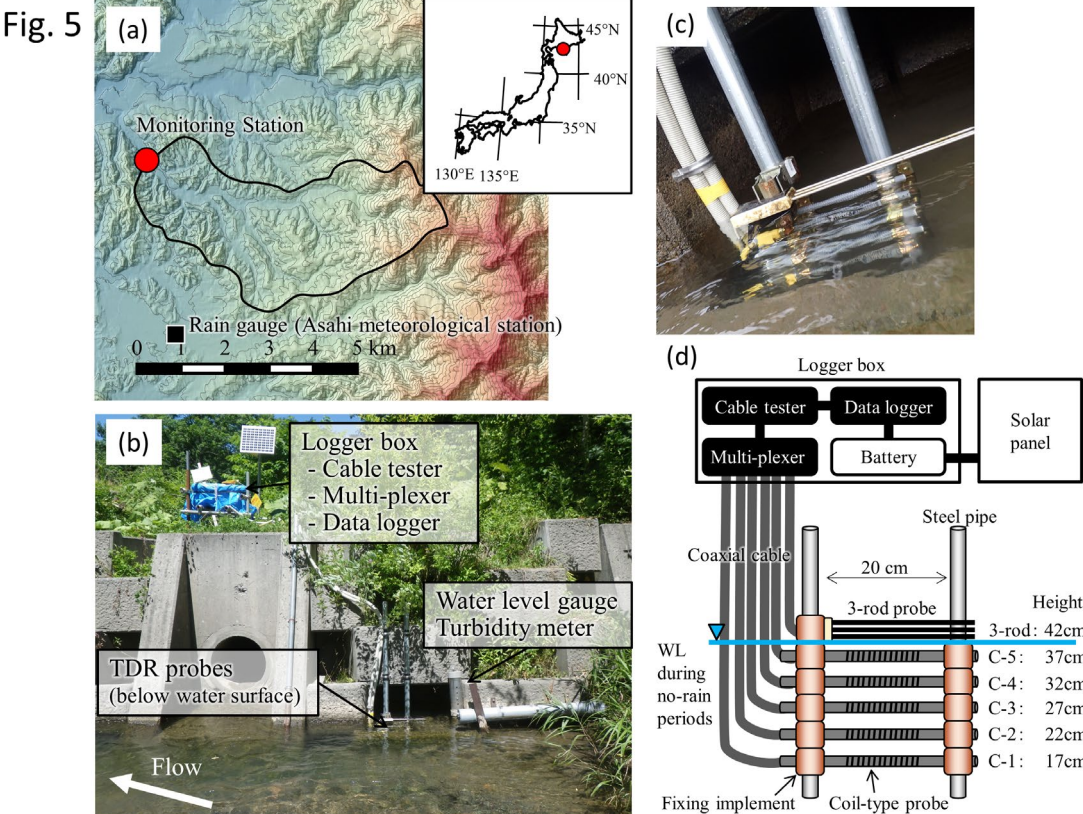 Fig. 5
(a)
45°N
40°N
35°N
130°E 135°E
Monitoring Station
Rain gauge (Asahi meteorological station)
0 1 2 3 4 5 km
(b)
Logger box
- Cable tester
- Multi-plexer
- Data logger
Water level gauge
Turbidity meter
TDR probes
(below water surface)
Flow
(c)
(d)
Logger box
Cable tester
Data logger
Multi-plexer
Battery
Solar
panel
Steel pipe
Coaxial cable
20 cm
3-rod probe
Height
3-rod: 42cm
WL
during
no-rain
periods
C-5: 37cm
C-4: 32cm
C-3: 27cm
C-2: 22cm
C-1: 17cm
Fixing implement
Coil-type probe